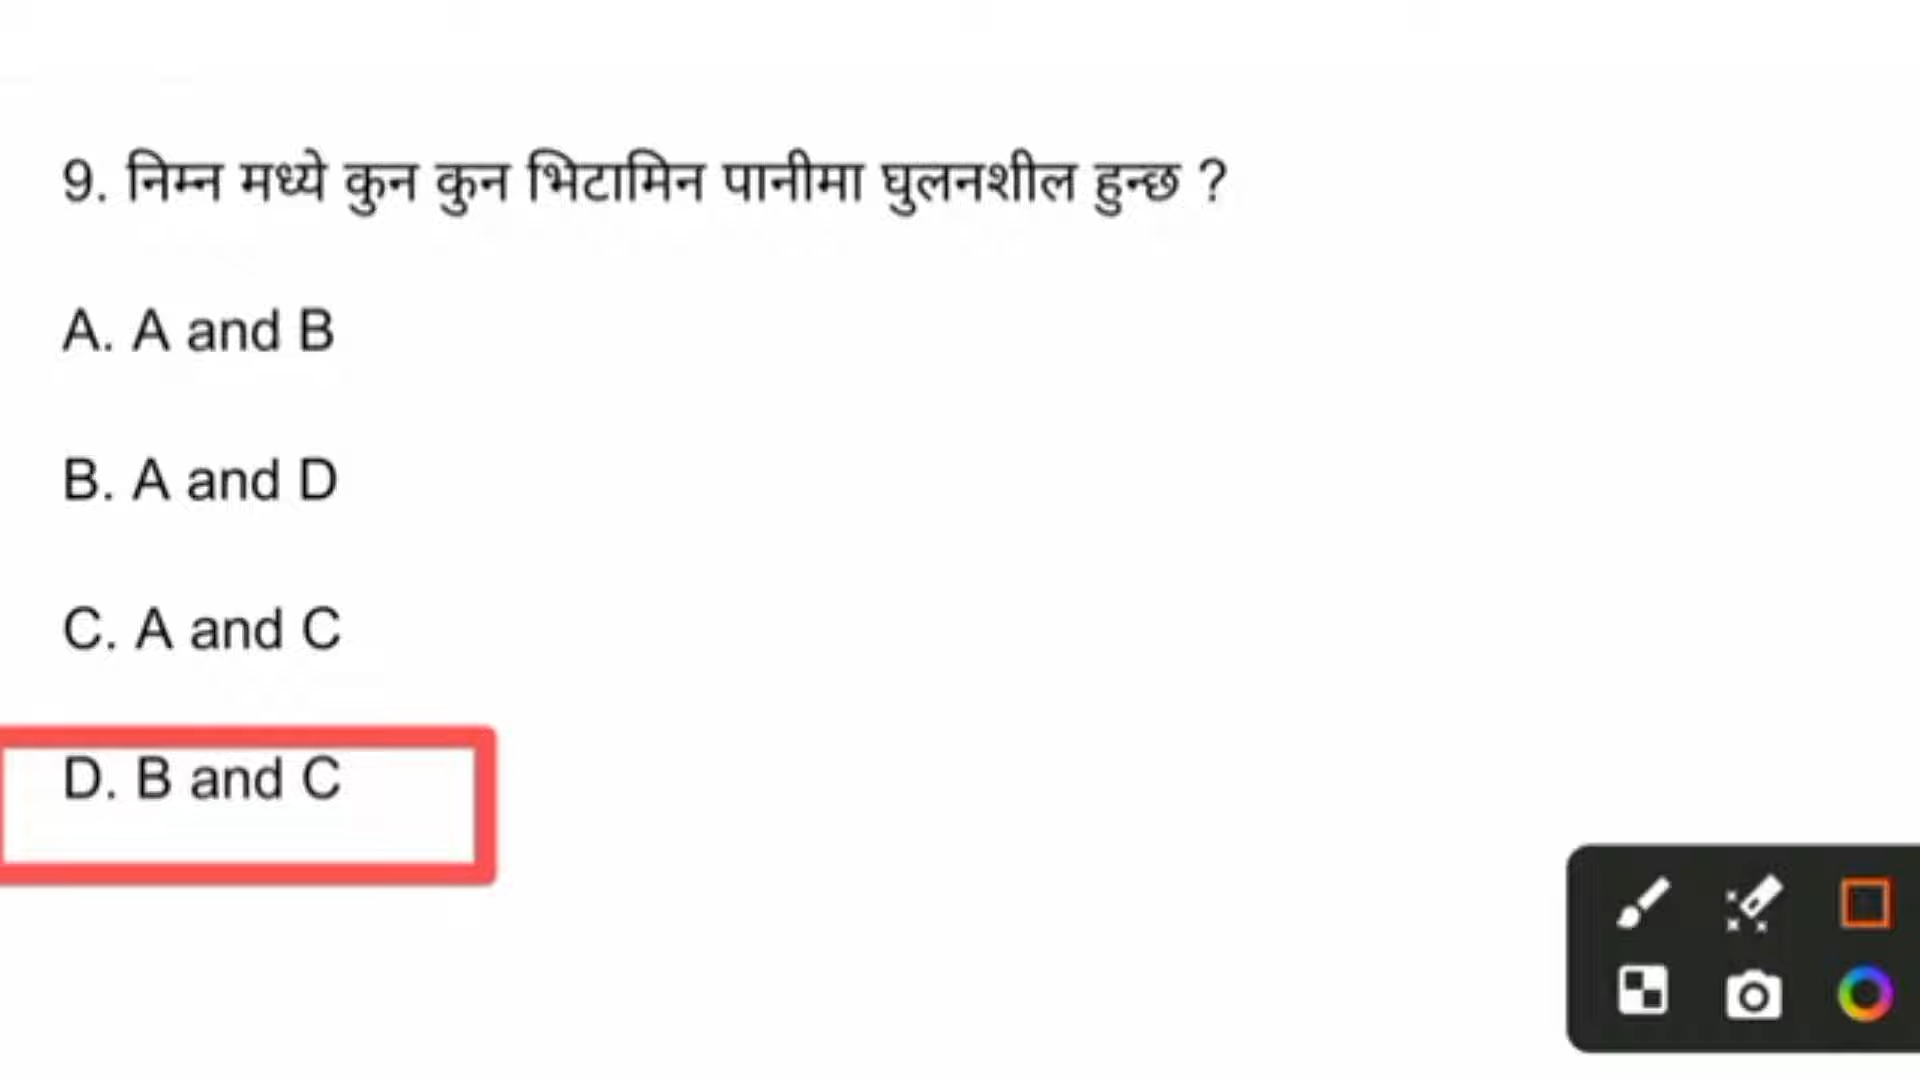 9. निम्न मध्ये कुन कुन भिटामिन पानीमा घुलनशील हुन्छ ?
A. A and B
B. A and D
C. A and C
D. B and C